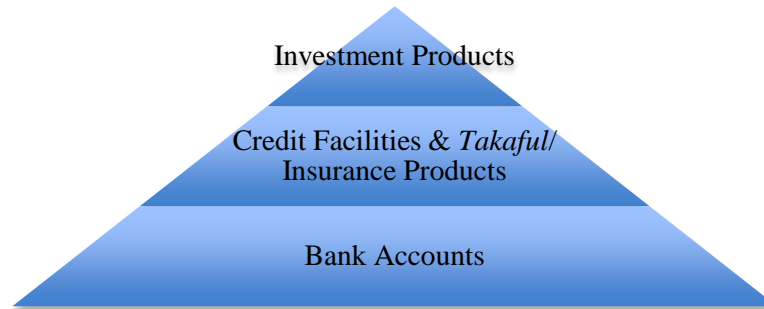 Investment Products
Credit Facilities & Takaful/
Insurance Products
Bank Accounts